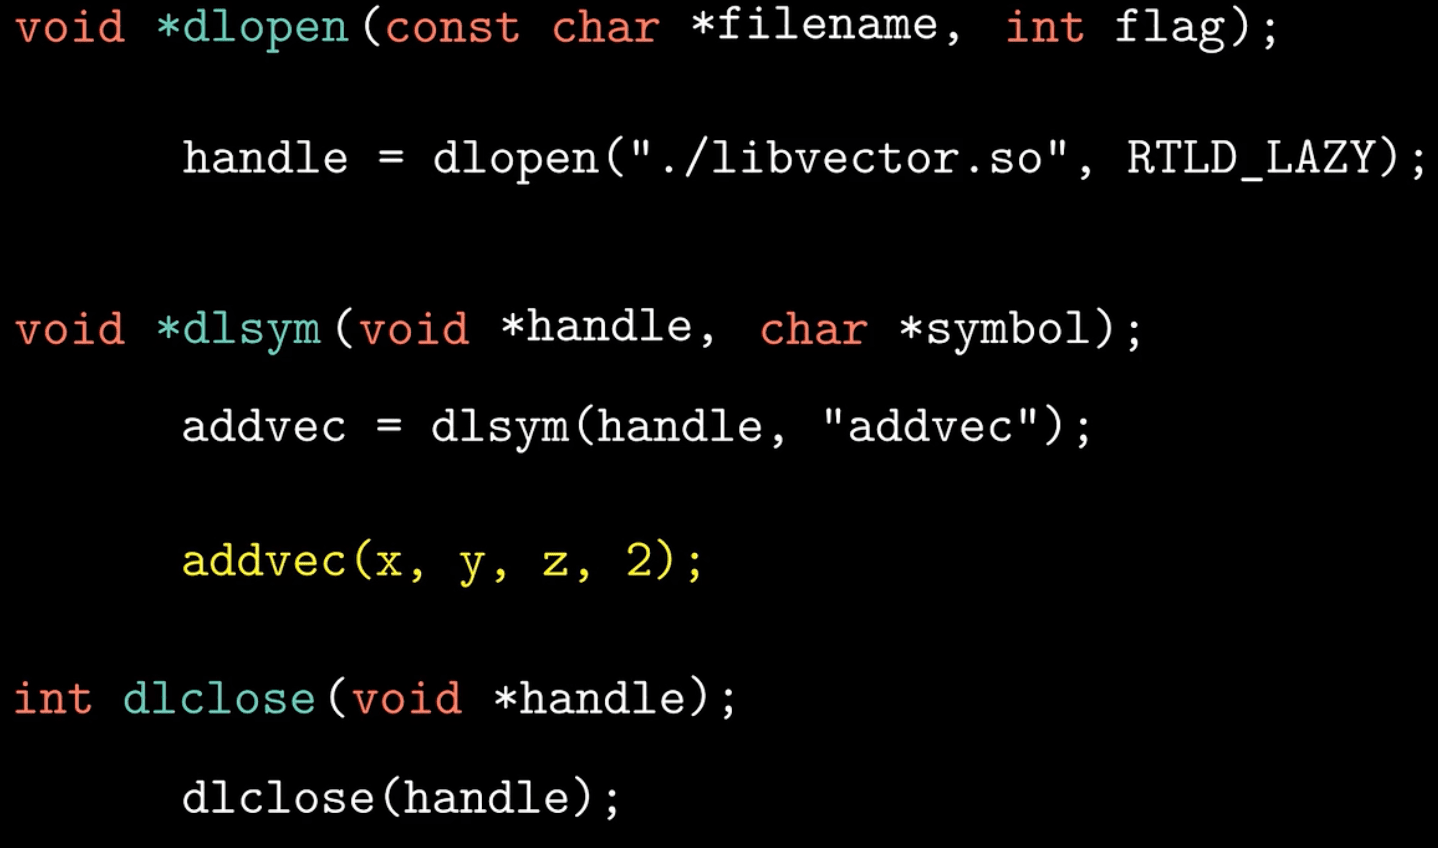 void *dlopen(const char *filename, int flag);
handle = dlopen("./libvector.so", RTLD_LAZY);
void *dlsym(void *handle, char *symbol);
addvec = dlsym(handle, "addvec");
addvec(x, y, z, 2);
int dlclose(void *handle);
dlclose(handle);